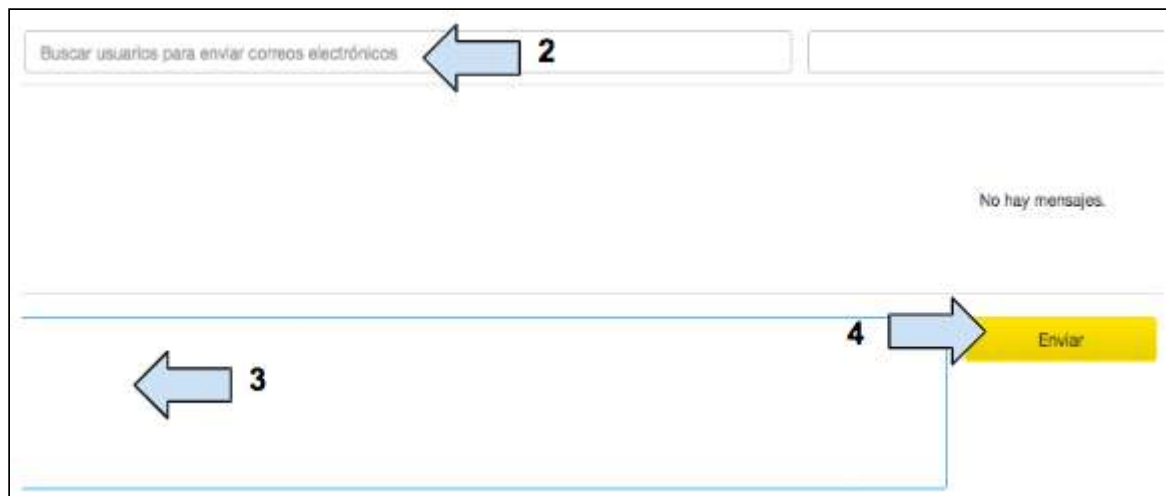 Buscar usuarios para enviar correos electrónicos
2
No hay mensajes.
4
Enviar
3